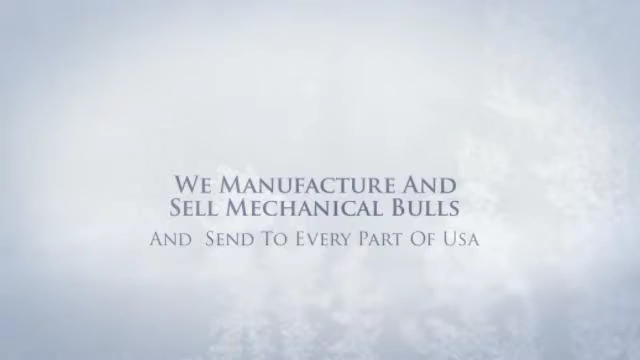 We Manufacture And
Sell Mechanical Bulls
And Send To Every Part Of Usa